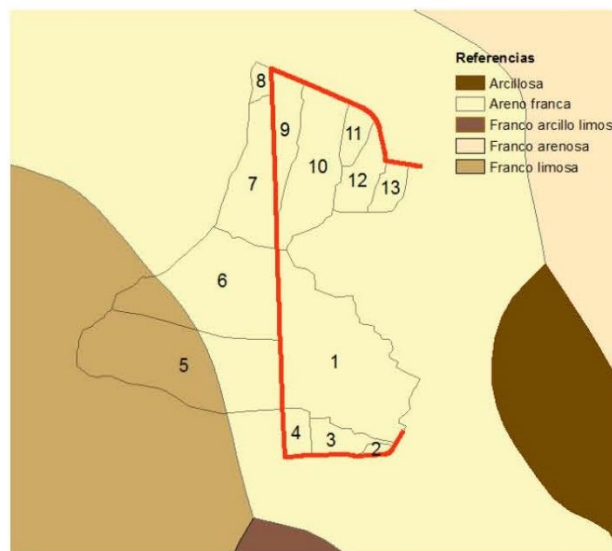 Referencias
Arcillosa
Areno franca
Franco arcillo limos
Franco arenosa
Franco limosa
8
9
11
10
7
12
13
6
1
5
4
3
2